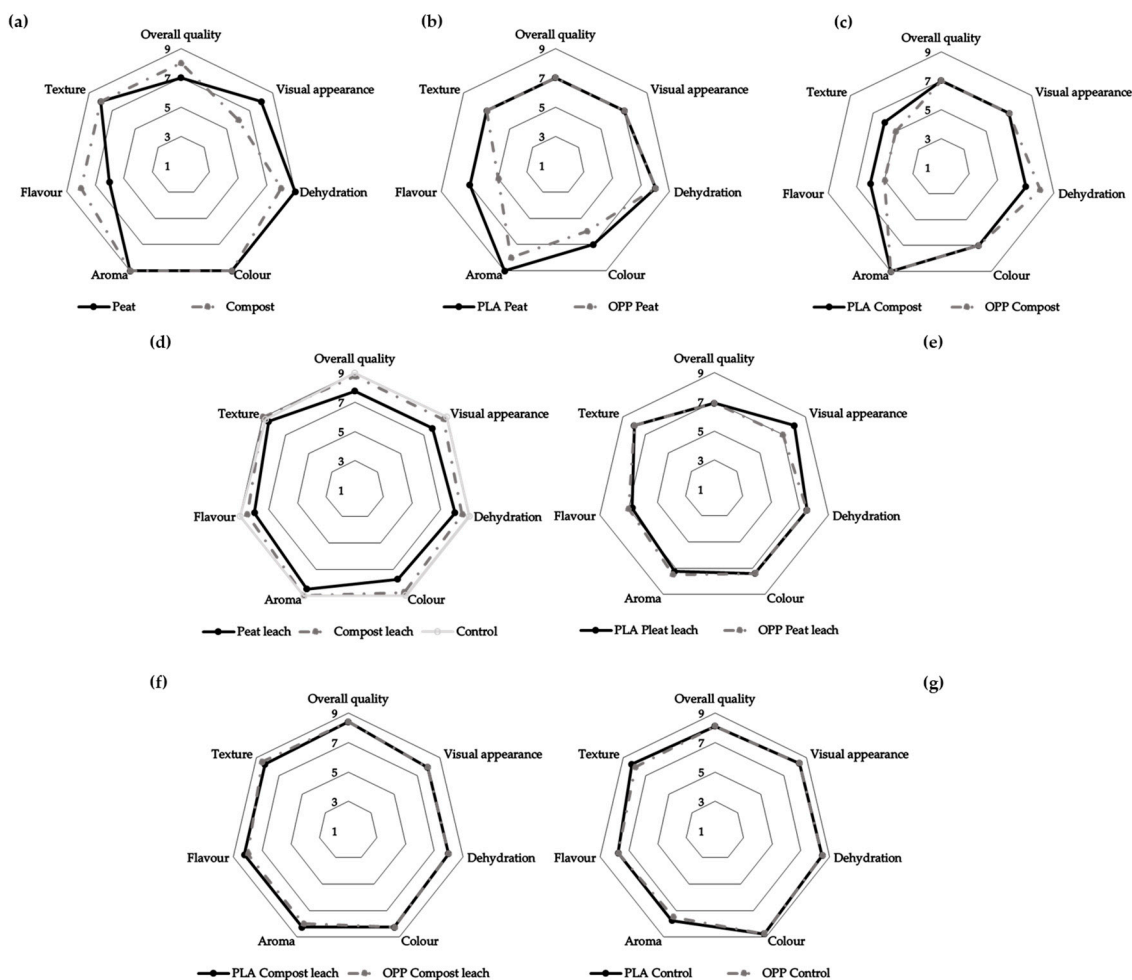 (a)
Overall quality
9
7
5
3
1
Visual appearance
Dehydration
Colour
Aroma
Flavour
Texture
Peat Compost
(b)
Overall quality
9
7
5
3
1
Visual appearance
Dehydration
Colour
Aroma
Flavour
Texture
PLA Peat OPP Peat
(c)
Overall quality
9
7
5
3
1
Visual appearance
Dehydration
Colour
Aroma
Flavour
Texture
PLA Compost OPP Compost
(d)
Overall quality
9
7
5
3
1
Visual appearance
Dehydration
Colour
Aroma
Flavour
Texture
Peat leach Compost leach Control
(e)
Overall quality
9
7
5
3
1
Visual appearance
Dehydration
Colour
Aroma
Flavour
Texture
PLA Pleat leach OPP Peat leach
(f)
Overall quality
9
7
5
3
1
Visual appearance
Dehydration
Colour
Aroma
Flavour
Texture
PLA Compost leach OPP Compost leach
(g)
Overall quality
9
7
5
3
1
Visual appearance
Dehydration
Colour
Aroma
Flavour
Texture
PLA Control OPP Control